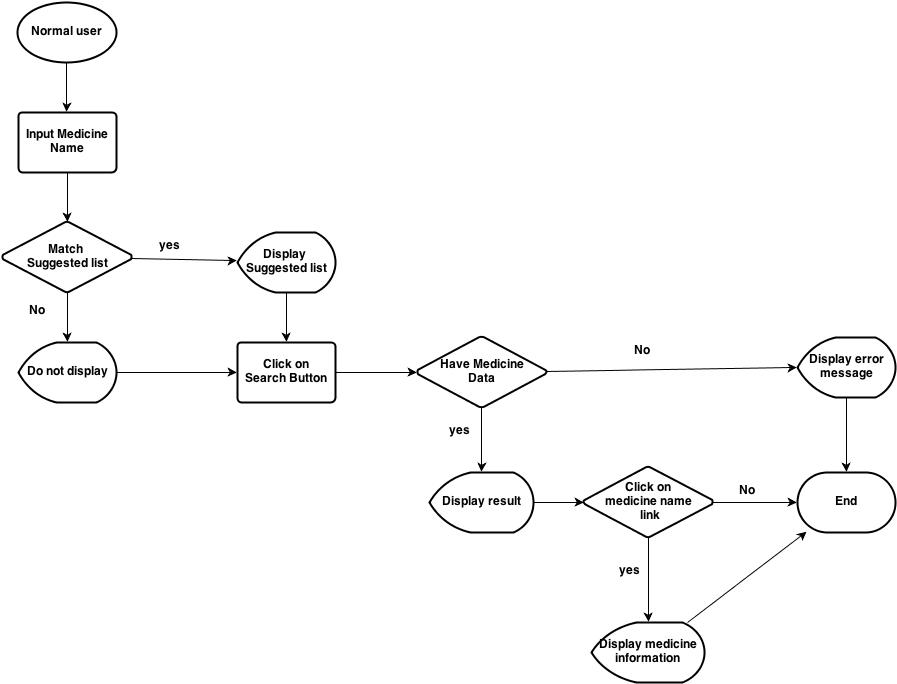 Normal user
Input Medicine
Name
Match
Suggested list
yes
Display
Suggested list
No
Do not display
Click on
Search Button
Have Medicine
Data
No
Display error
message
yes
Display result
Click on
medicine name
link
No
End
yes
Display medicine
information